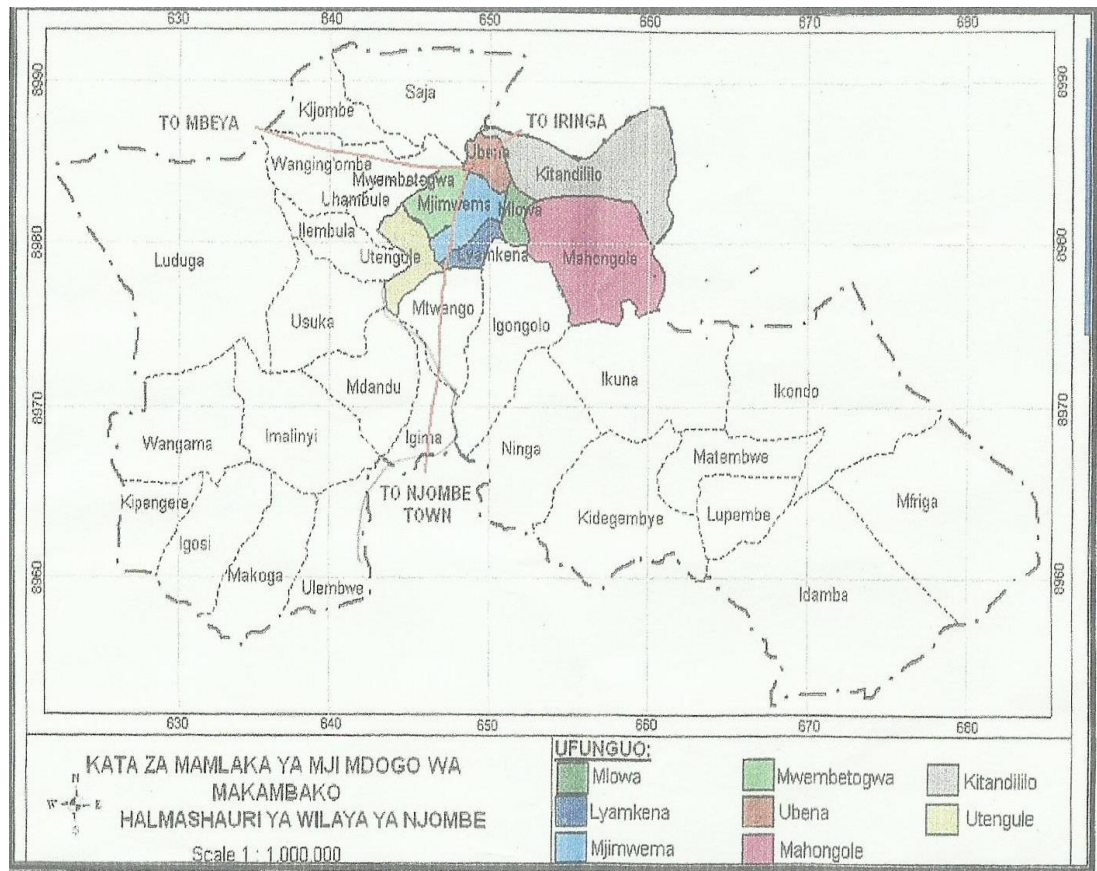 630 640 650 660 670 680
8990 8990
Saja
Kijombe
TO MBEYA
TO IRINGA
Ubena
Wanging'ombe
Kitandililo
Mwembetogwa
Uhambule
Mjimwema
Mlowa
Ilembula
8980 8980
Luduga
Utengule
Lyamkena
Mahongole
Mtwango
Usuka
Igongolo
Mdandu
Ikuna
Ikondo
8970 8970
Wangama
Imalinyi
Igima
Ninga
Matembwe
TO NJOMBE
TOWN
Kipengere
Mfriga
Kidegembye
Lupembe
Igosi
Makoga
Ulembwe
8960 8960
Idamba
630 640 650 660 670 680
KATA ZA MAMLAKA YA MJI MDOGO WA
MAKAMBAKO
HALMASHAURI YA WILAYA YA NJOMBE
Scale 1 : 1,000,000
N
W E
S
UFUNGUO:
Mlowa
Lyamkena
Mjimwema
Mwembetogwa
Ubena
Mahongole
Kitandililo
Utengule